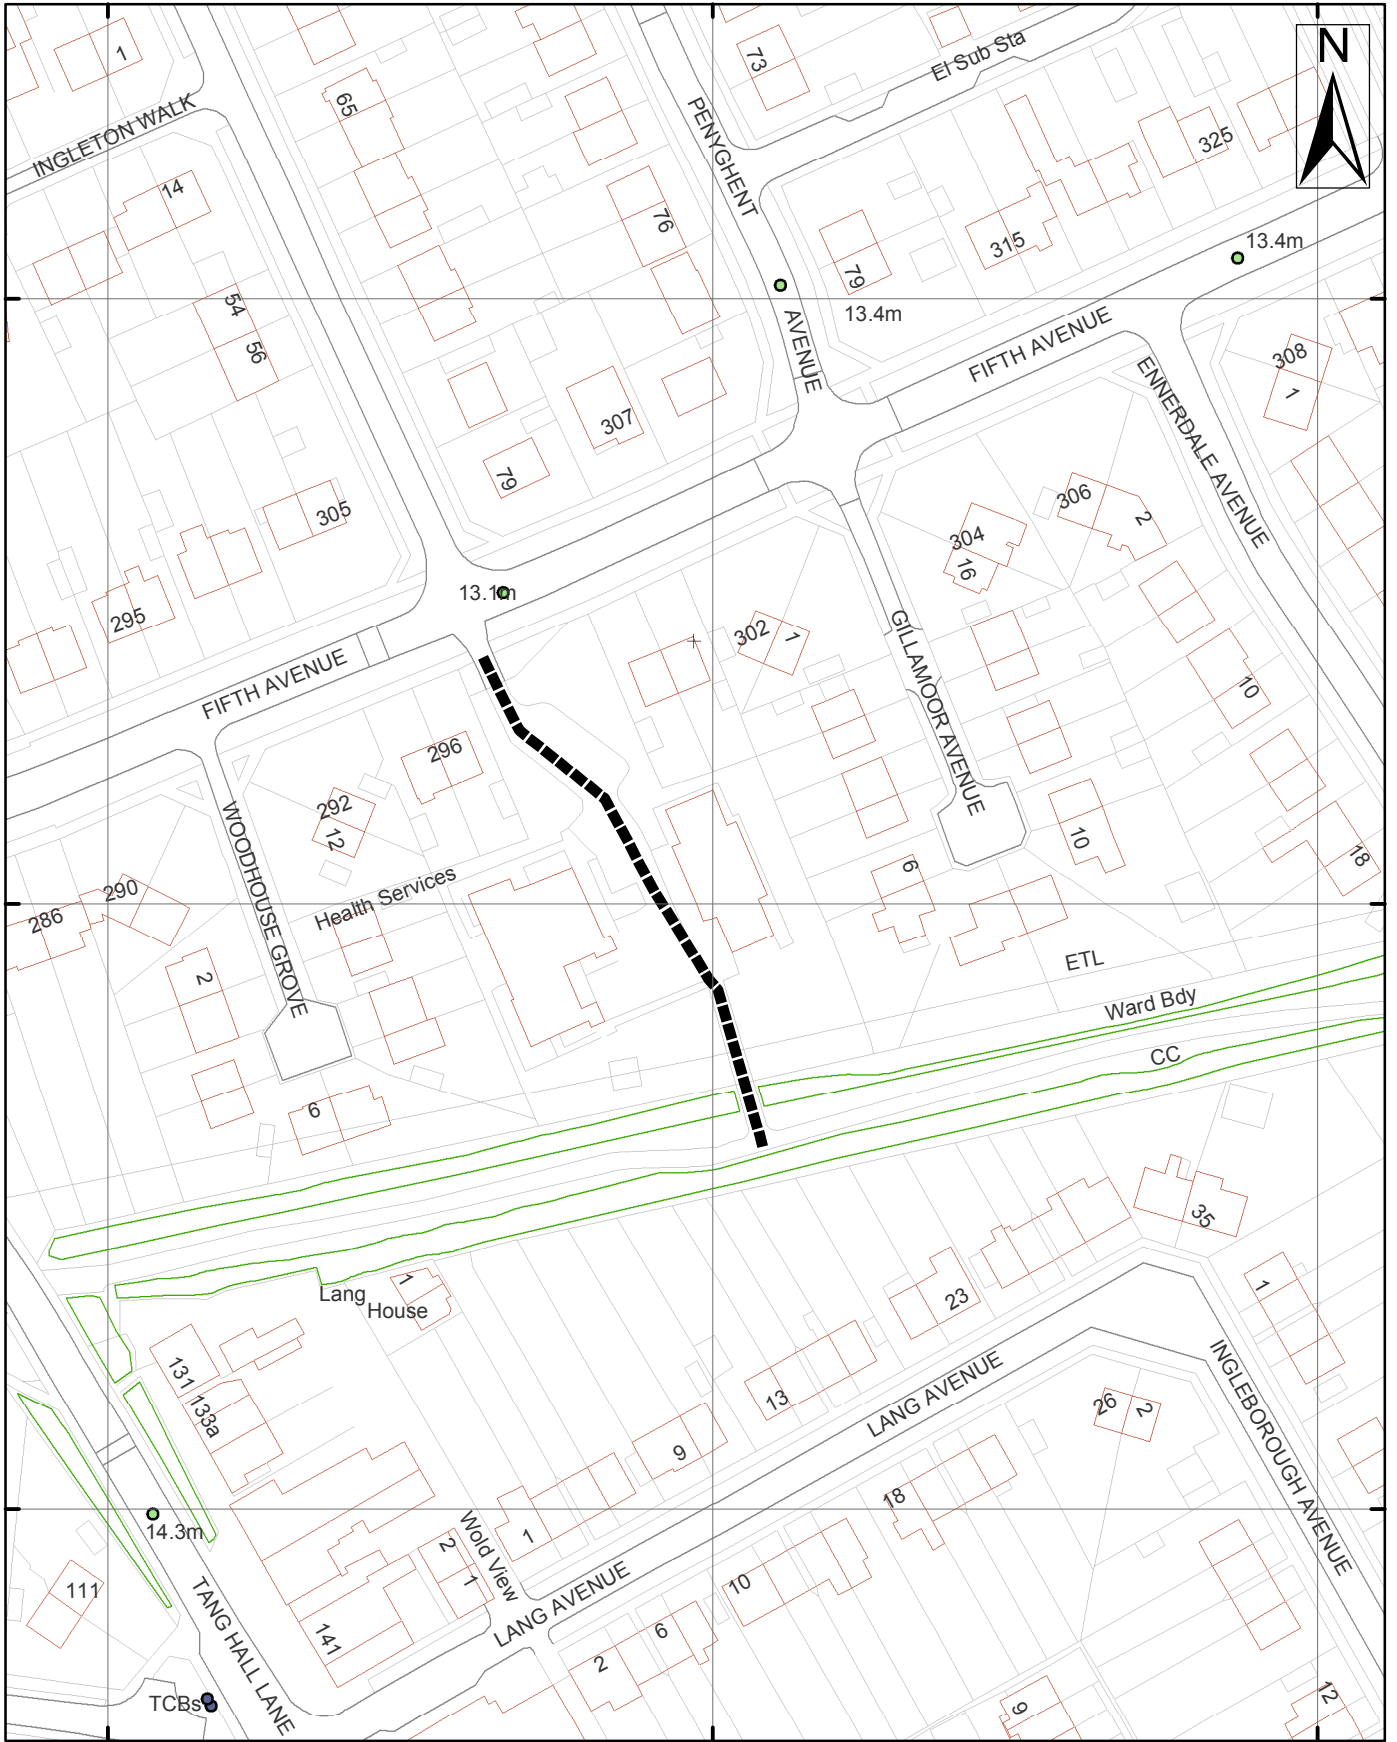 1
INGLETON WALK
65
14
54
56
PENYGHENT
AVENUE
73
76
79
13.4m
El Sub Sta
325
315
13.4m
N
FIFTH AVENUE
308
1
ENNERDALE AVENUE
307
79
305
295
13.1m
FIFTH AVENUE
306
2
304
16
302
1
GILLAMOOR AVENUE
10
10
18
6
296
292
12
WOODHOUSE GROVE
Health Services
290
286
2
6
ETL
Ward Bdy
CC
35
23
13
9
1
Lang
House
1
131
133a
LANG AVENUE
26
2
1
INGLEBOROUGH AVENUE
18
10
6
2
9
12
Wold View
2
1
LANG AVENUE
141
14.3m
111
TANG HALL LANE
TCBs